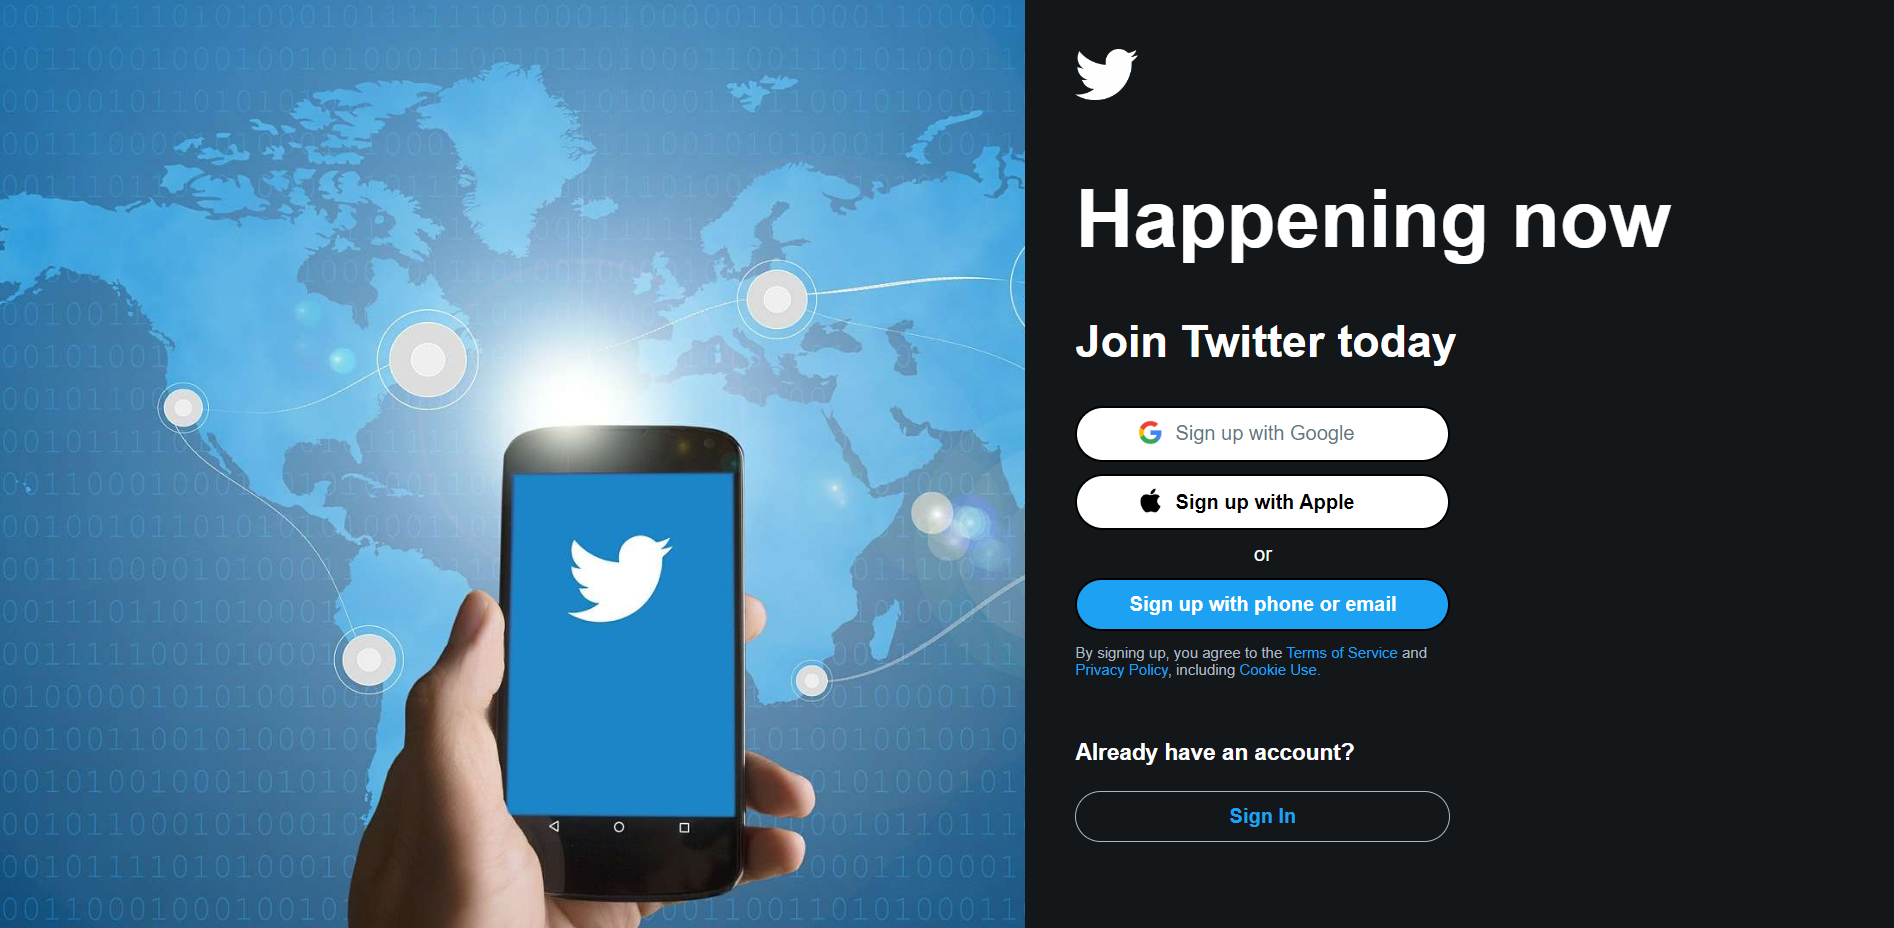 Happening now
Join Twitter today
Sign up with Google
Sign up with Apple
or
Sign up with phone or email
By signing up, you agree to the Terms of Service and
Privacy Policy, including Cookie Use.
Already have an account?
Sign In